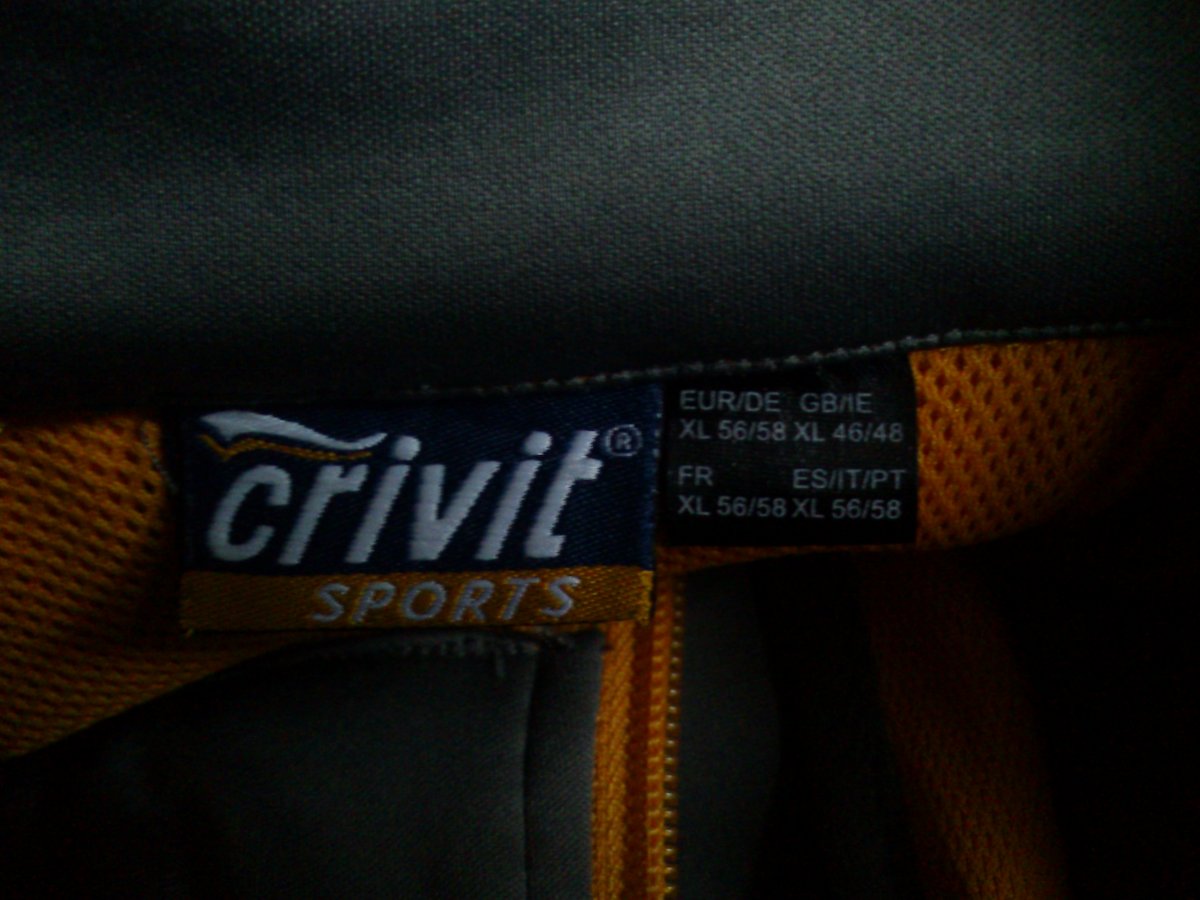 crivit®
SPORTS
EUR/DE GB/IE
XL 56/58 XL 46/48
FR ES/IT/PT
XL 56/58 XL 56/58